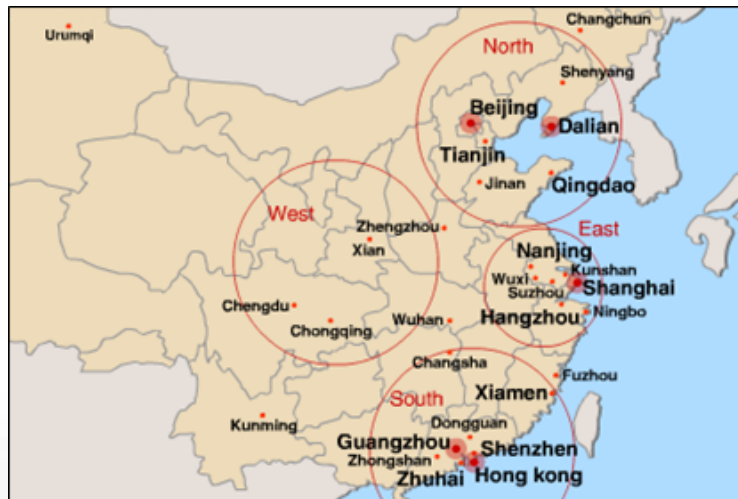 Changchun
Urumqi
North
Shenyang
Beijing
Dalian
Tianjin
Jinan
Qingdao
West
Zhengzhou
East
Xian
Nanjing
Kunshan
Wuxi
Suzhou
Shanghai
Chengdu
Chongqing
Wuhan
Hangzhou
Ningbo
Changsha
Fuzhou
South
Xiamen
Kunming
Dongguan
Guangzhou
Shenzhen
Zhongshan
Zhuhai
Hong kong